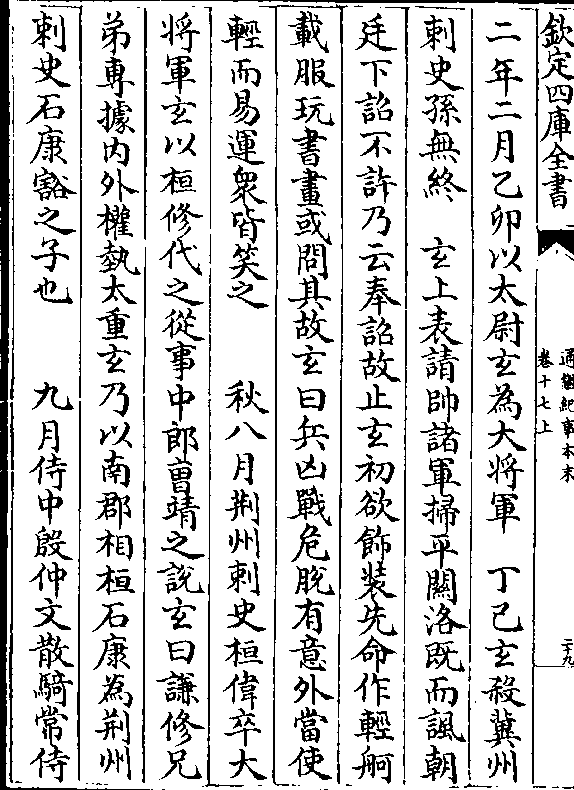 欽定四庫全書
通鑑紀事本末
卷十七上
二十九
二年二月乙卯以太尉玄為大將軍　丁巳玄殺冀州
刺史孫無終　玄上表請帥諸軍掃平關洛既而諷朝
廷下詔不許乃云奉詔故止玄初欲飾裝先命作輕舸
載服玩書畫或問其故玄曰兵凶戰危脫有意外當使
輕而易運衆皆笑之　　秋八月荆州刺史桓偉卒大
將軍玄以桓修代之從事中郎曹靖之說玄曰謙修兄
弟專據内外權埶太重玄乃以南郡相桓石康為荆州
刺史石康豁之子也　　九月侍中殷仲文散騎常侍